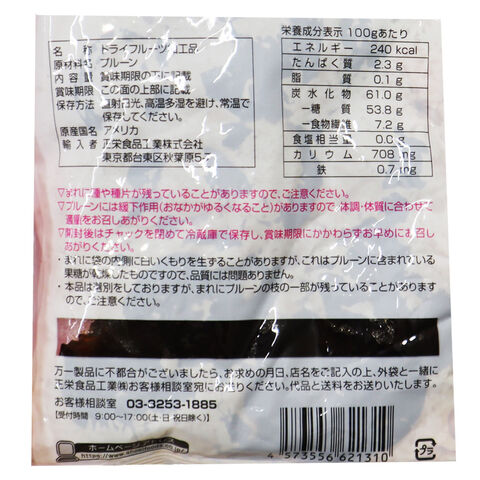 栄養成分表示 100gあたり
エネルギー 240 kcal
たんぱく質 2.3 g
脂質 0.1 g
炭水化物 61.0 g
－糖質 53.8 g
－食物繊維 7.2 g
食塩相当量 0.0 g
カリウム 708 mg
鉄 0.7 mg
名称 ドライフルーツ加工品
原材料名 プルーン
内容量 賞味期限の下に記載
賞味期限 この面の上部に記載
保存方法 直射日光、高温多湿を避け、常温で
保存してください。
原産国名 アメリカ
輸入者 正栄食品工業株式会社
東京都台東区秋葉原5-7
▽まれに種や種片が残っていることがありますので、ご注意ください。
▽プルーンには緩下作用(おなかがゆるくなること)がありますので 体調・体質に合わせて
適量をお召しあがりください。
▽開封後はチャックを閉めて冷蔵庫で保存し、賞味期限にかかわらずお早めにお召し
あがりください。
・まれに袋の内側に白いくもりを生ずることがありますが、これはプルーンに含まれている
果糖が乾燥したものですので、品質には問題ありません。
・本品は選別をしておりますが、まれにプルーンの枝の一部が残っていることがあります
ので、ご注意ください。
万一製品に不都合がございましたら、お求めの月日、店名をご記入の上、外袋と一緒に
正栄食品工業㈱お客様相談室宛にお送りください。代品と送料をお送りいたします。
お客様相談室 03-3253-1885
【受付時間 9:00〜17:00(土・日・祝日除く)】
ホームページアドレス
https://www.shoeifoods.co.jp
4 573556 621310
プラ